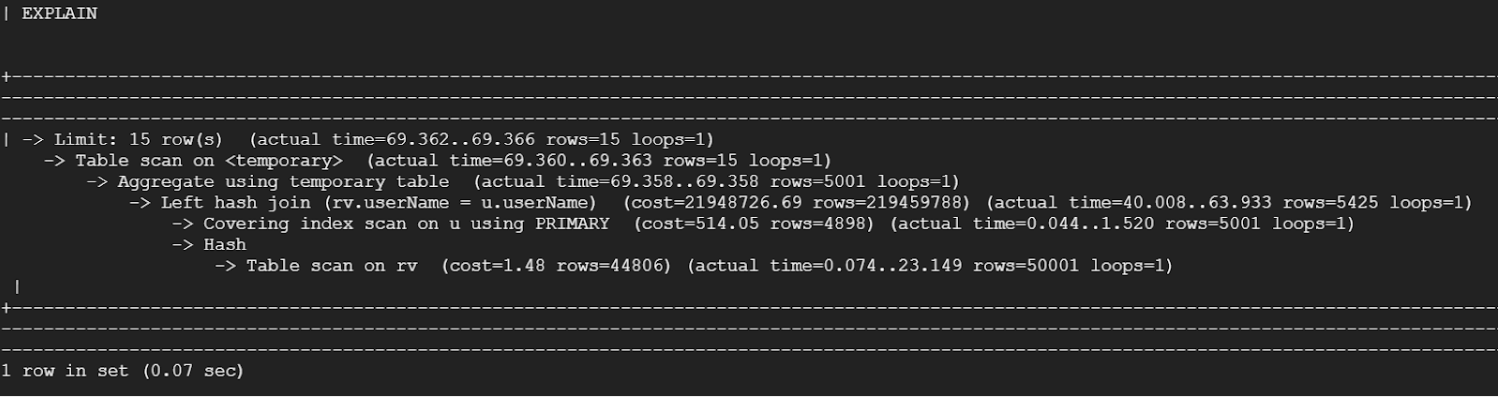 | EXPLAIN
+--------------------------------------------------------------------------------------------------------------------------------------------
---------------------------------------------------------------------------------------------------------------------------------------------
---------------------------------------------------------------------------------------------------------------------------------------------
| -> Limit: 15 row(s)  (actual time=69.362..69.366 rows=15 loops=1)
    -> Table scan on <temporary>  (actual time=69.360..69.363 rows=15 loops=1)
        -> Aggregate using temporary table  (actual time=69.358..69.358 rows=5001 loops=1)
            -> Left hash join (rv.userName = u.userName)  (cost=21948726.69 rows=219459788) (actual time=40.008..63.933 rows=5425 loops=1)
                -> Covering index scan on u using PRIMARY  (cost=514.05 rows=4898) (actual time=0.044..1.520 rows=5001 loops=1)
                -> Hash
                    -> Table scan on rv  (cost=1.48 rows=44806) (actual time=0.074..23.149 rows=50001 loops=1)
 |
+--------------------------------------------------------------------------------------------------------------------------------------------
---------------------------------------------------------------------------------------------------------------------------------------------
---------------------------------------------------------------------------------------------------------------------------------------------
1 row in set (0.07 sec)